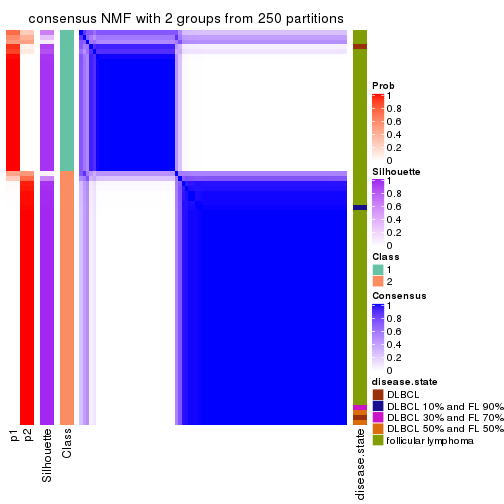 consensus NMF with 2 groups from 250 partitions
Prob
1
0.8
0.6
0.4
0.2
0
Silhouette
1
0.8
0.6
0.4
0.2
0
Class
1
2
Consensus
1
0.8
0.6
0.4
0.2
0
disease.state
DLBCL
DLBCL 10% and FL 90%
DLBCL 30% and FL 70%
DLBCL 50% and FL 50%
follicular lymphoma
p1
p2
Silhouette
Class
disease.state